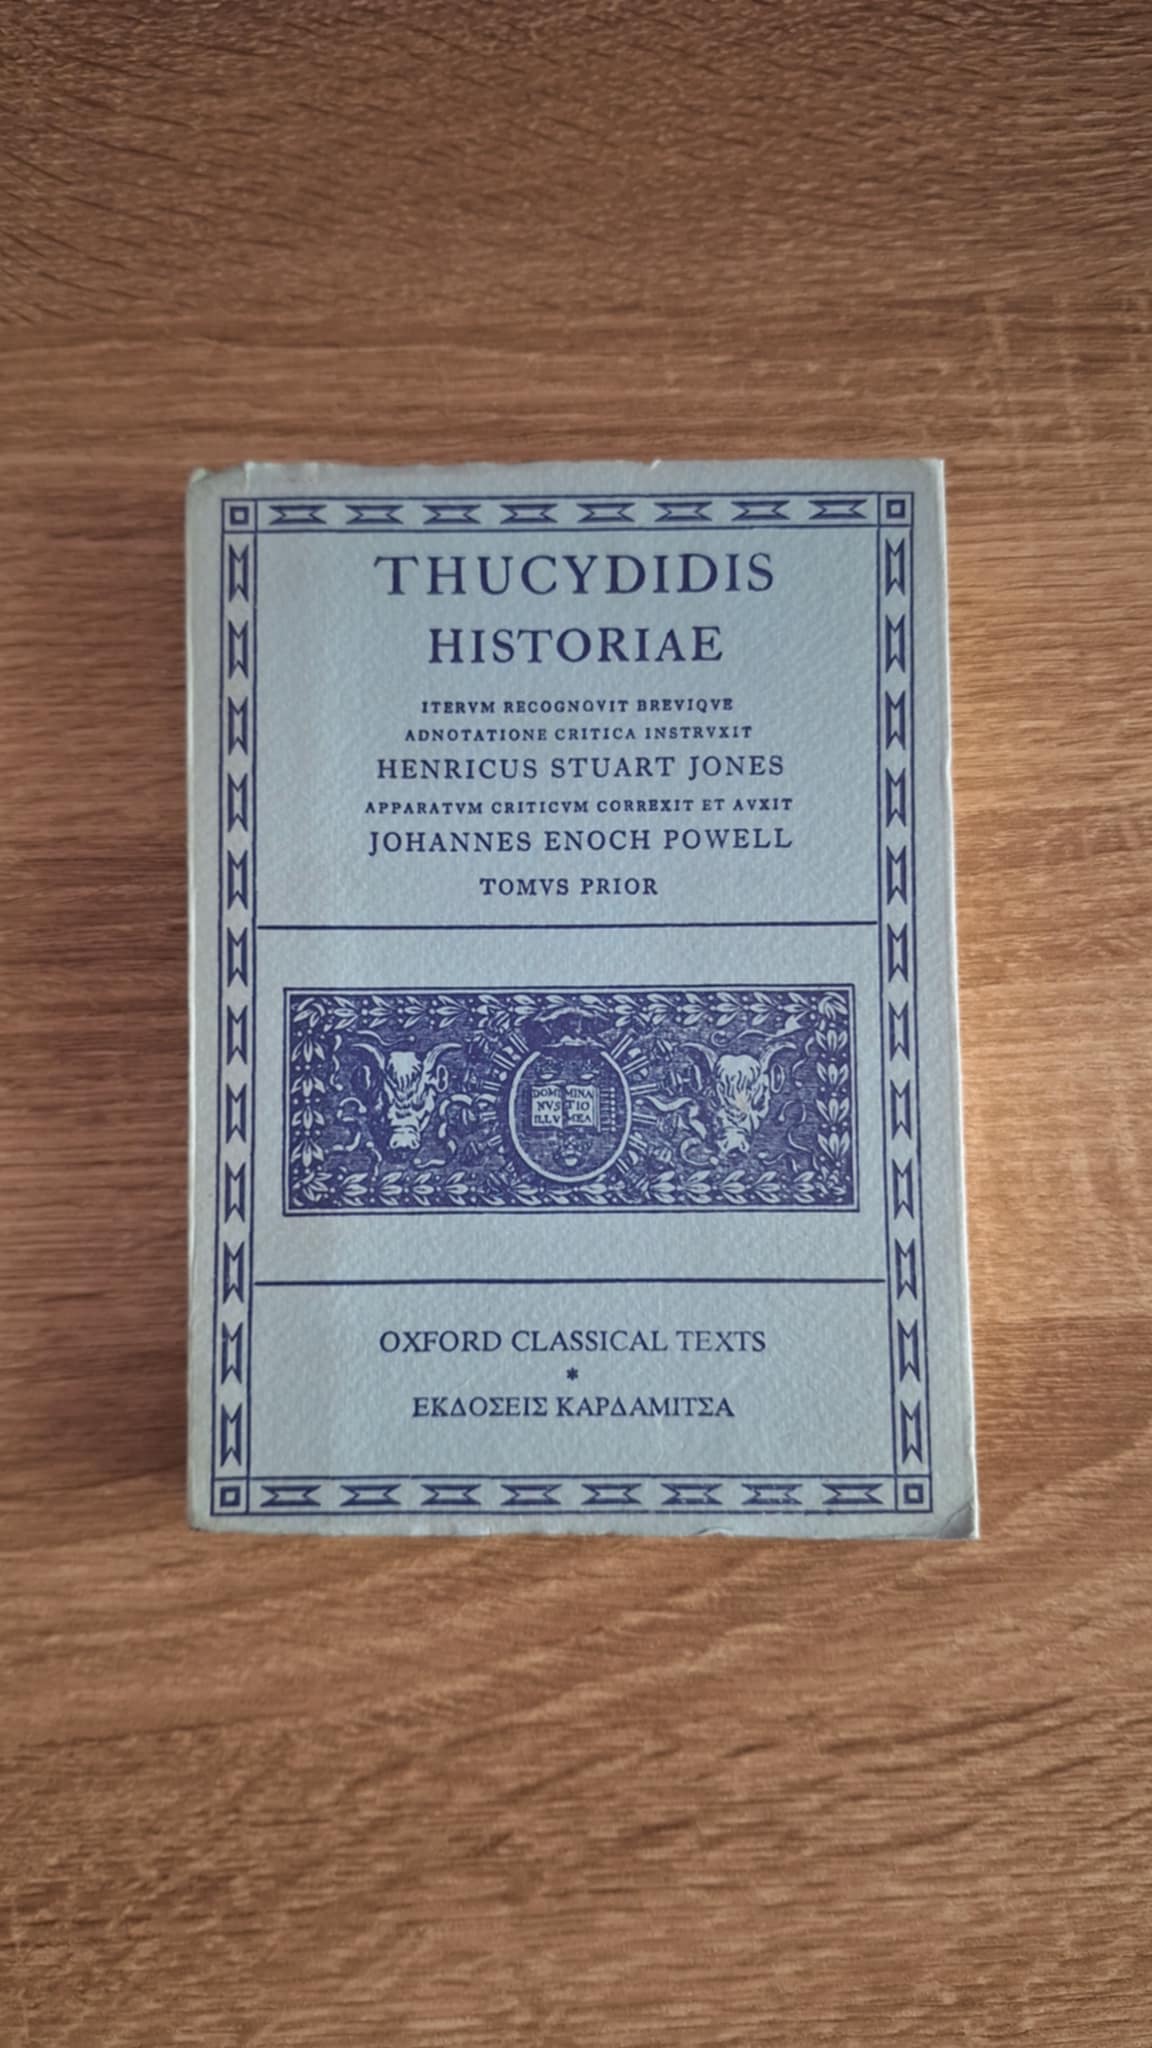 THUCYDIDIS
HISTORIAE
ITERVM RECOGNOVIT BREVIQVE
ADNOTATIONE CRITICA INSTRVXIT
HENRICUS STUART JONES
APPARATVM CRITICVM CORREXIT ET AVXIT
JOHANNES ENOCH POWELL
TOMVS PRIOR
DOMI MINA
NVS TIO
ILLV MEA
OXFORD CLASSICAL TEXTS
*
ΕΚΔΟΣΕΙΣ ΚΑΡΔΑΜΙΤΣΑ